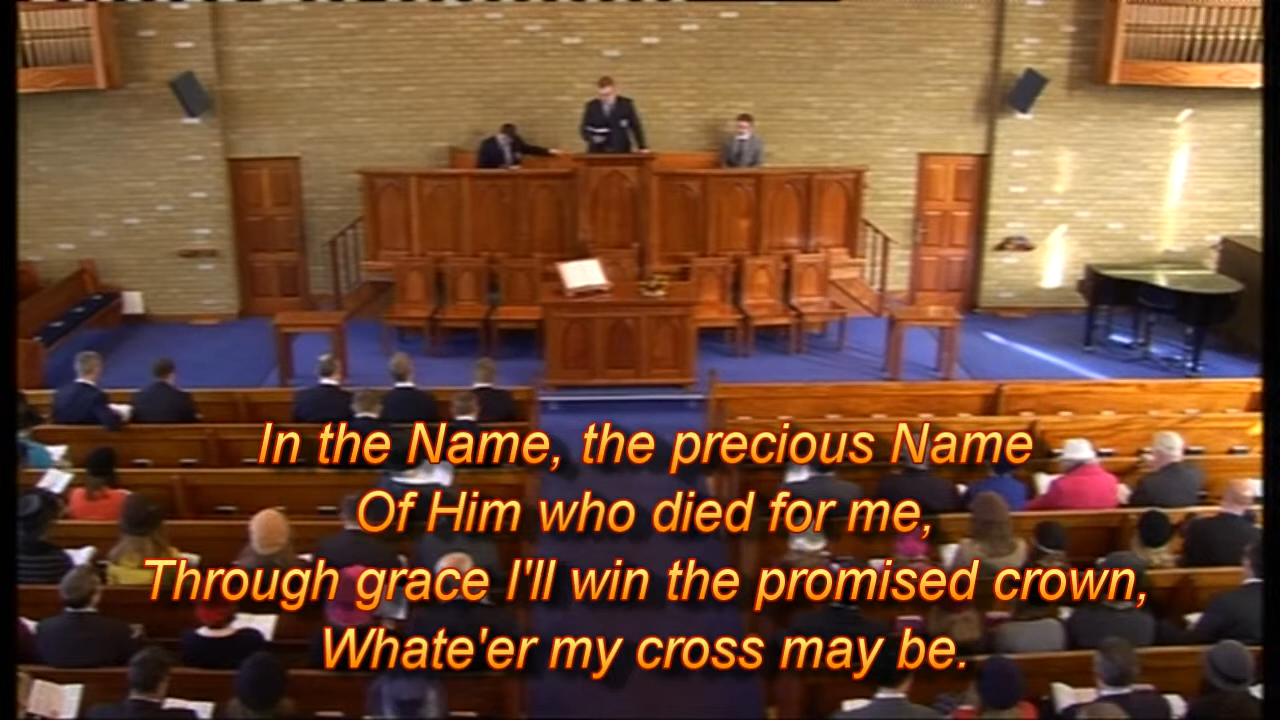 In the Name, the precious Name
Of Him who died for me,
Through grace I'll win the promised crown,
Whate'er my cross may be.